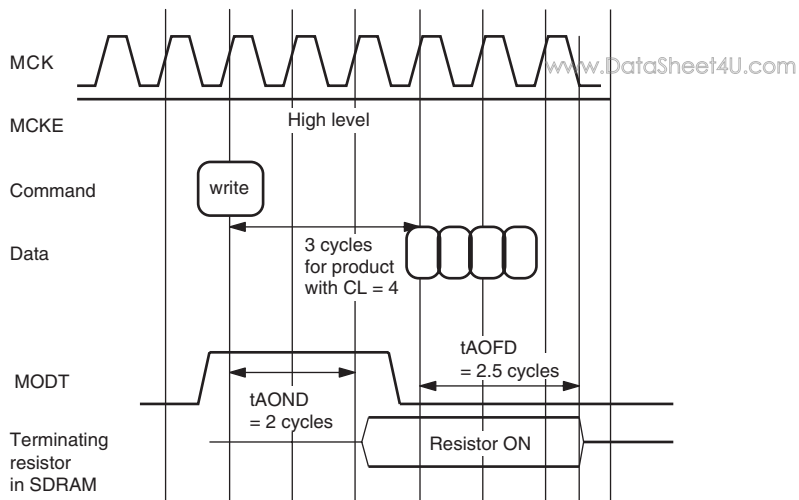 MCK
www.DataSheet4U.com
MCKE
High level
Command
write
Data
3 cycles
for product
with CL = 4
MODT
tAOND
= 2 cycles
tAOFD
= 2.5 cycles
Terminating
resistor
in SDRAM
Resistor ON